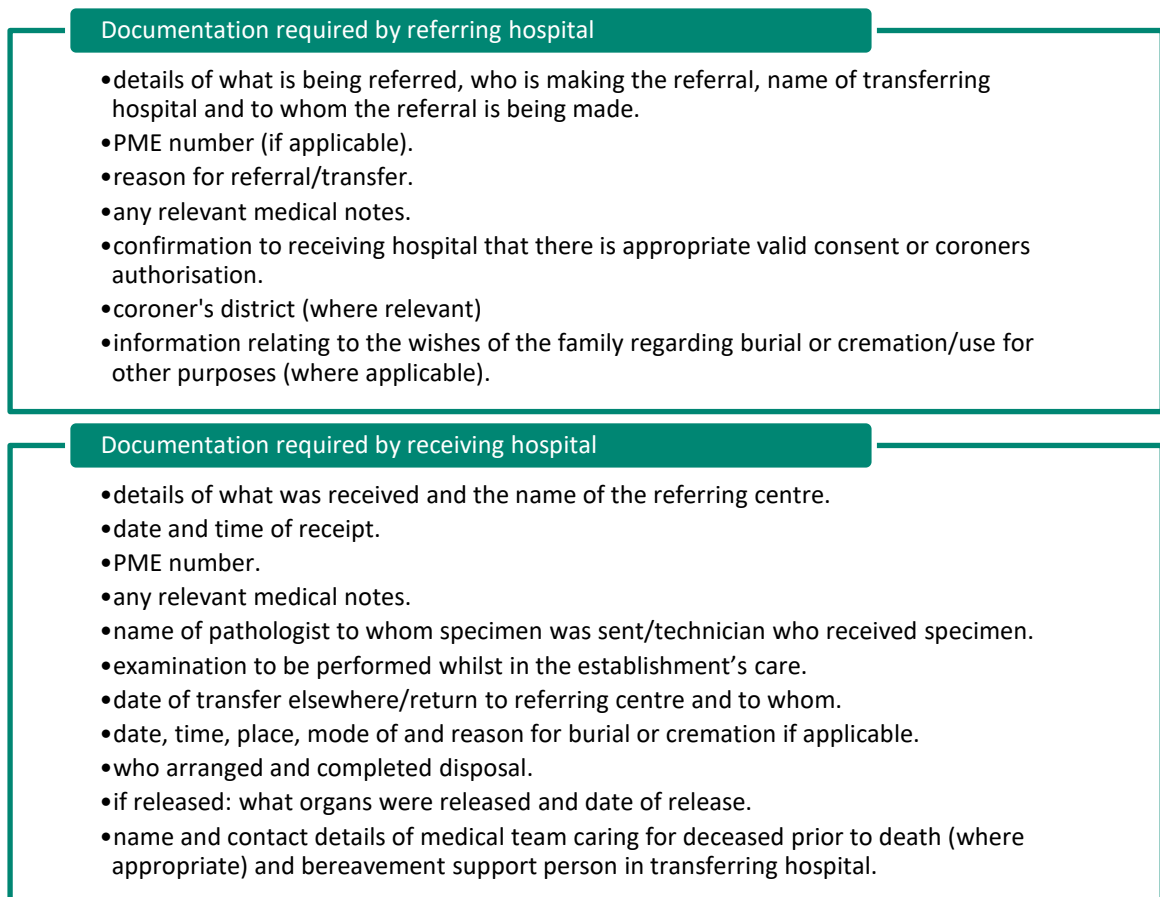 Documentation required by referring hospital
•details of what is being referred, who is making the referral, name of transferring
hospital and to whom the referral is being made.
•PME number (if applicable).
•reason for referral/transfer.
•any relevant medical notes.
•confirmation to receiving hospital that there is appropriate valid consent or coroners
authorisation.
•coroner's district (where relevant)
•information relating to the wishes of the family regarding burial or cremation/use for
other purposes (where applicable).
Documentation required by receiving hospital
•details of what was received and the name of the referring centre.
•date and time of receipt.
•PME number.
•any relevant medical notes.
•name of pathologist to whom specimen was sent/technician who received specimen.
•examination to be performed whilst in the establishment’s care.
•date of transfer elsewhere/return to referring centre and to whom.
•date, time, place, mode of and reason for burial or cremation if applicable.
•who arranged and completed disposal.
•if released: what organs were released and date of release.
•name and contact details of medical team caring for deceased prior to death (where
appropriate) and bereavement support person in transferring hospital.